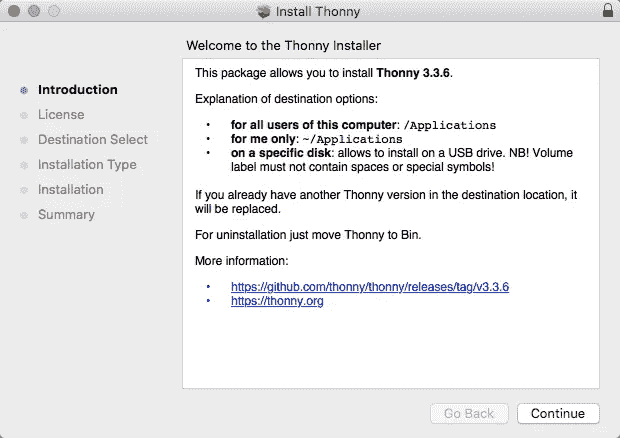 Install Thonny
Welcome to the Thonny Installer
Introduction
License
Destination Select
Installation Type
Installation
Summary
This package allows you to install Thonny 3.3.6.
Explanation of destination options:
• for all users of this computer: /Applications
• for me only: ~/Applications
• on a specific disk: allows to install on a USB drive. NB! Volume
label must not contain spaces or special symbols!
If you already have another Thonny version in the destination location, it
will be replaced.
For uninstallation just move Thonny to Bin.
More information:
• https://github.com/thonny/thonny/releases/tag/v3.3.6
• https://thonny.org
Go Back
Continue